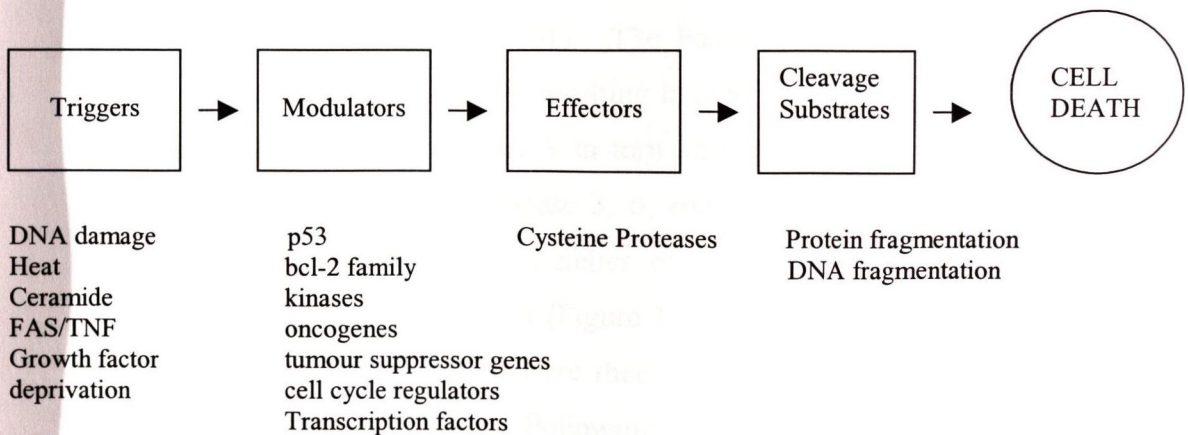 Triggers
Modulators
Effectors
Cleavage
Substrates
CELL
DEATH
DNA damage
Heat
Ceramide
FAS/TNF
Growth factor
deprivation
p53
bcl-2 family
kinases
oncogenes
tumour suppressor genes
cell cycle regulators
Transcription factors
Cysteine Proteases
Protein fragmentation
DNA fragmentation